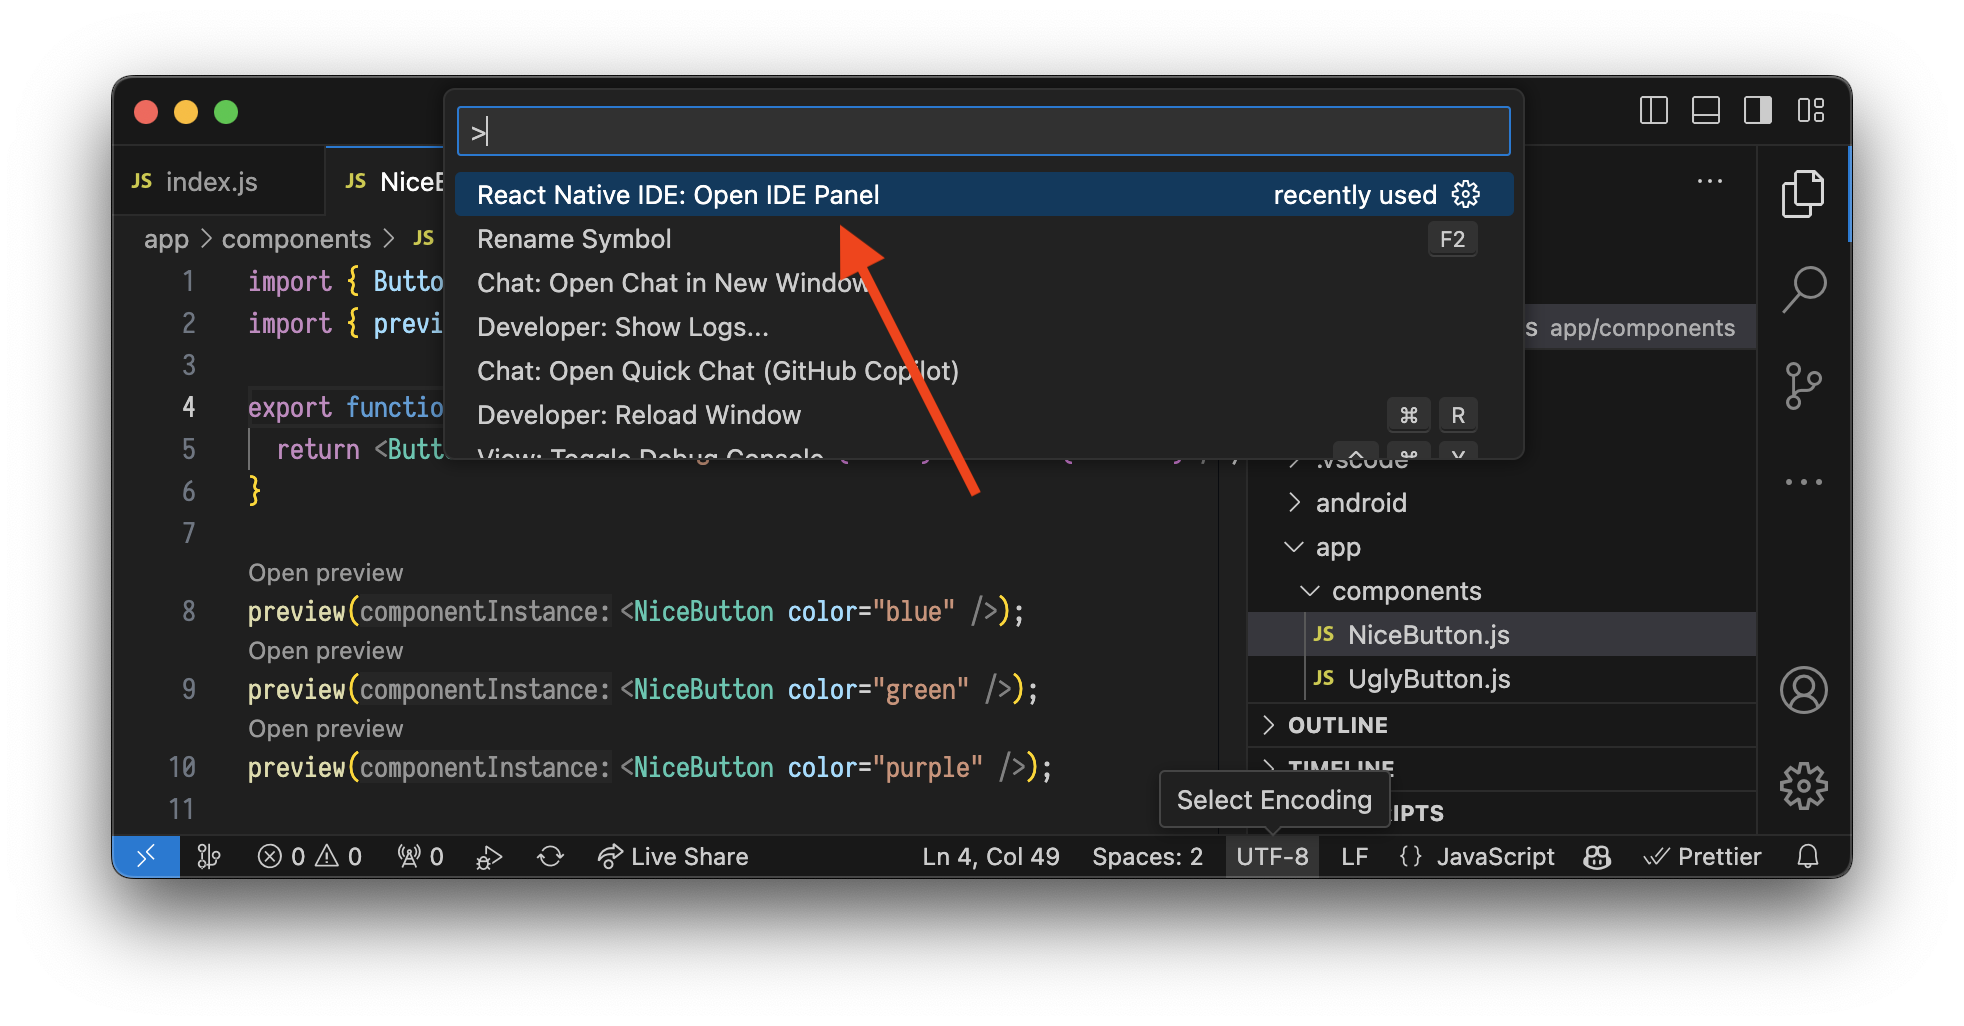 >
React Native IDE: Open IDE Panel recently used
Rename Symbol F2
Chat: Open Chat in New Window
Developer: Show Logs...
Chat: Open Quick Chat (GitHub Copilot)
Developer: Reload Window ⌘ R
View: Toggle Debug Console ^ ⌘ Y
JS index.js JS NiceB
app > components > JS
1 import { Butto
2 import { previ
3
4 export functio
5 return <Butt
6 }
7
Open preview
8 preview(componentInstance: <NiceButton color="blue" />);
Open preview
9 preview(componentInstance: <NiceButton color="green" />);
Open preview
10 preview(componentInstance: <NiceButton color="purple" />);
11
s app/components
.vscode
android
app
components
JS NiceButton.js
JS UglyButton.js
OUTLINE
TIMELINE
IPTS
Select Encoding
0 0 0 Live Share Ln 4, Col 49 Spaces: 2 UTF-8 LF {} JavaScript Prettier